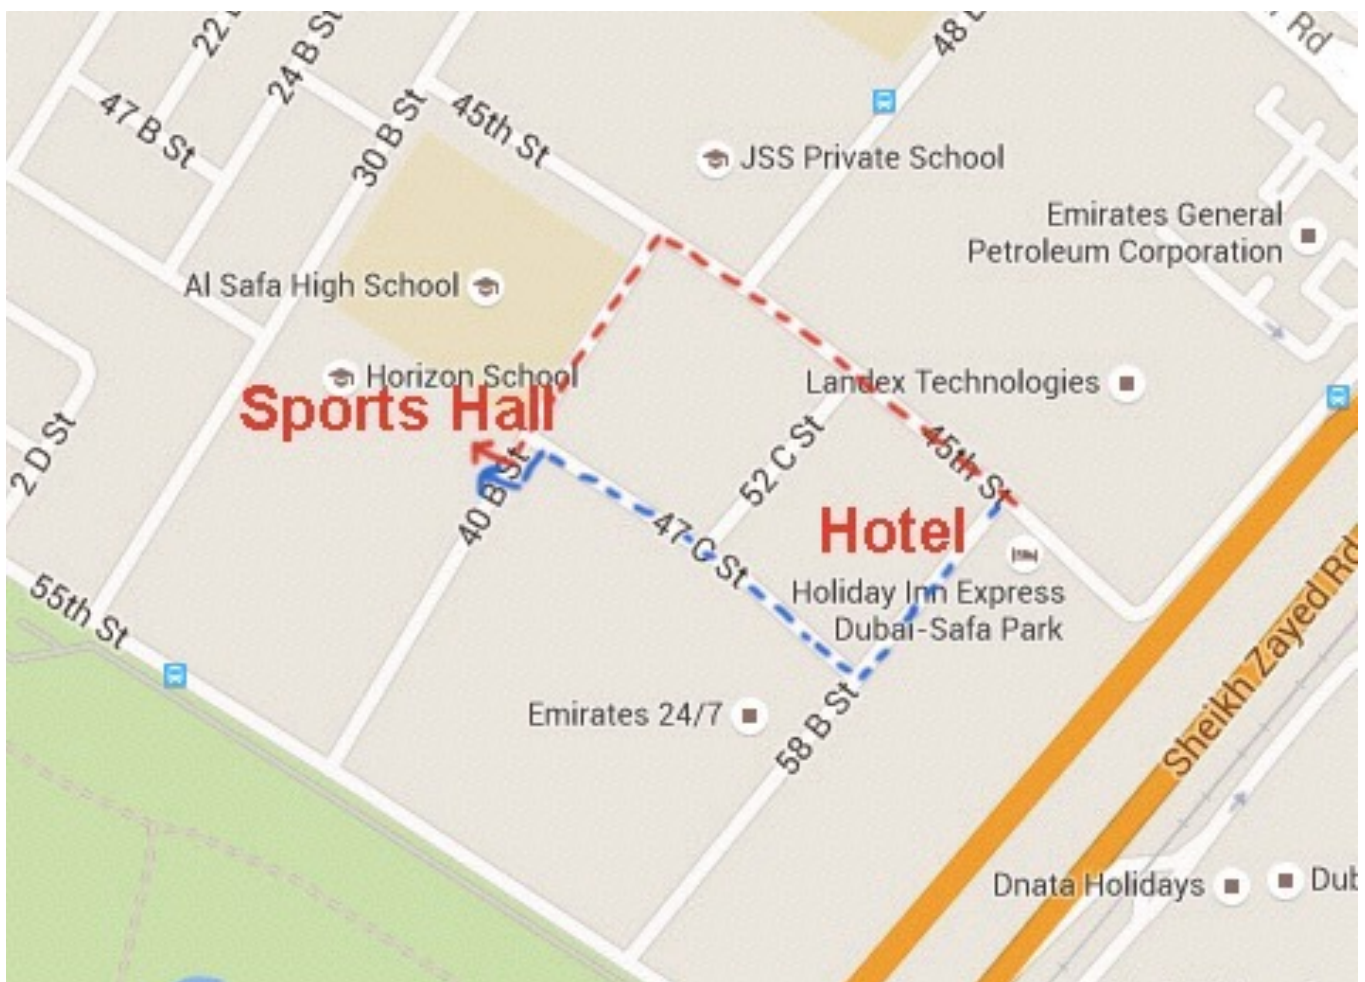 22
48
Rd
24 B St
47 B St
30 B St
45th St
JSS Private School
Emirates General
Petroleum Corporation
Al Safa High School
Horizon School
Sports Hall
Landex Technologies
2 D St
40 B St
52 C St
45th St
47 C St
Hotel
Holiday Inn Express
Dubai-Safa Park
55th St
Emirates 24/7
58 B St
Sheikh Zayed Rd
Dnata Holidays
Dub